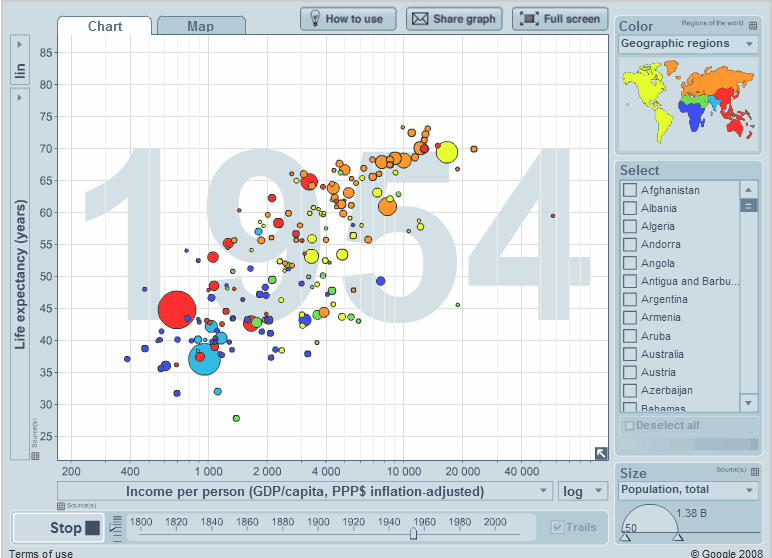 Chart
Map
How to use
Share graph
Full screen
Color
Regions of the world
Geographic regions
lin
Life expectancy (years)
Source(s)
85
80
75
70
65
60
55
50
45
40
35
30
25
1954
200
400
1 000
2 000
4 000
10 000
20 000
40 000
Source(s)
Income per person (GDP/capita, PPP$ inflation-adjusted)
log
Select
Afghanistan
Albania
Algeria
Andorra
Angola
Antigua and Barbu...
Argentina
Armenia
Aruba
Australia
Austria
Azerbaijan
Bahamas
Deselect all
Size
Source(s)
Population, total
1.38 B
50
Stop
1800
1820
1840
1860
1880
1900
1920
1940
1960
1980
2000
Trails
Terms of use
© Google 2008